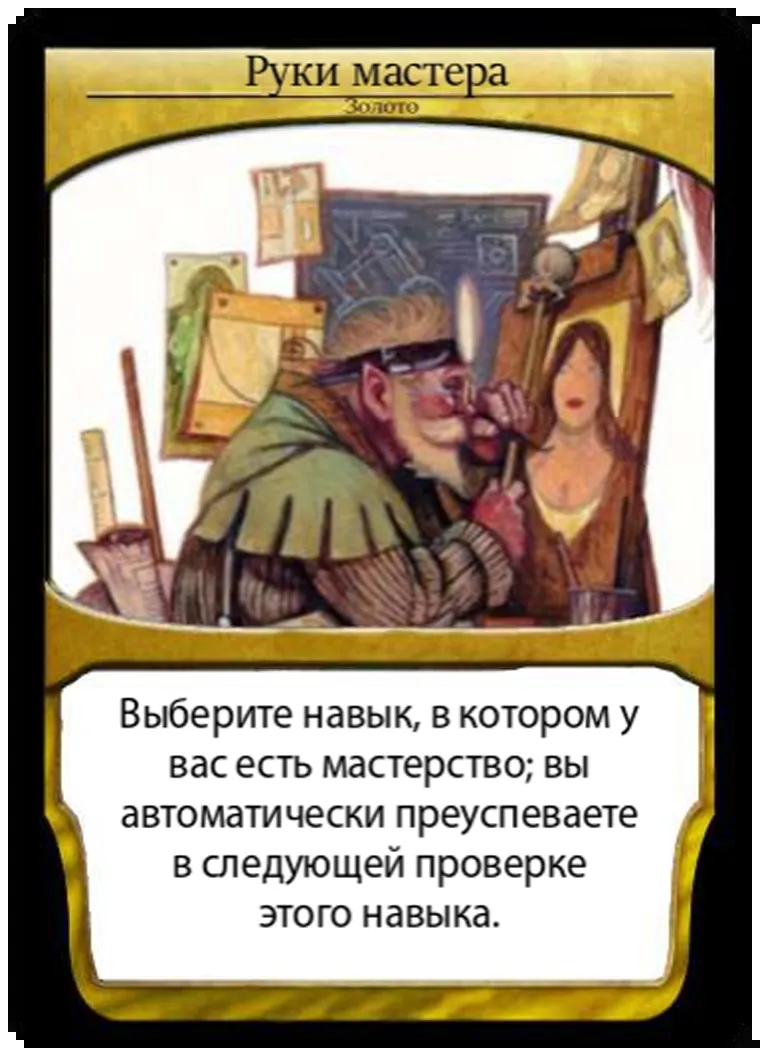 Руки мастера
Золото
Выберите навык, в котором у
вас есть мастерство; вы
автоматически преуспеваете
в следующей проверке
этого навыка.